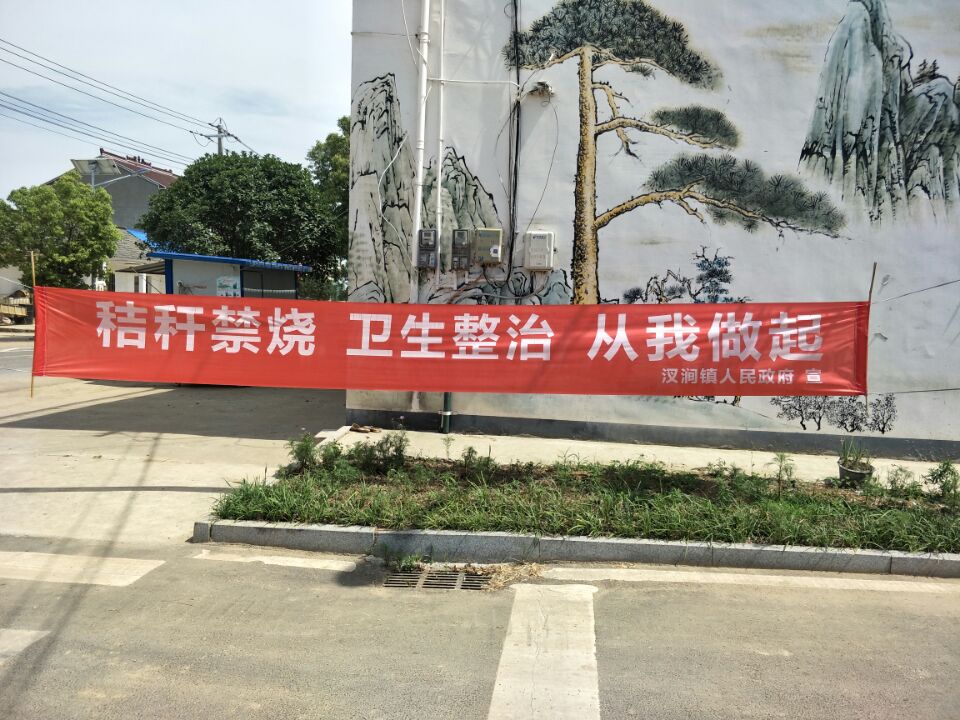 秸秆禁烧 卫生整治 从我做起
汊涧镇人民政府 宣